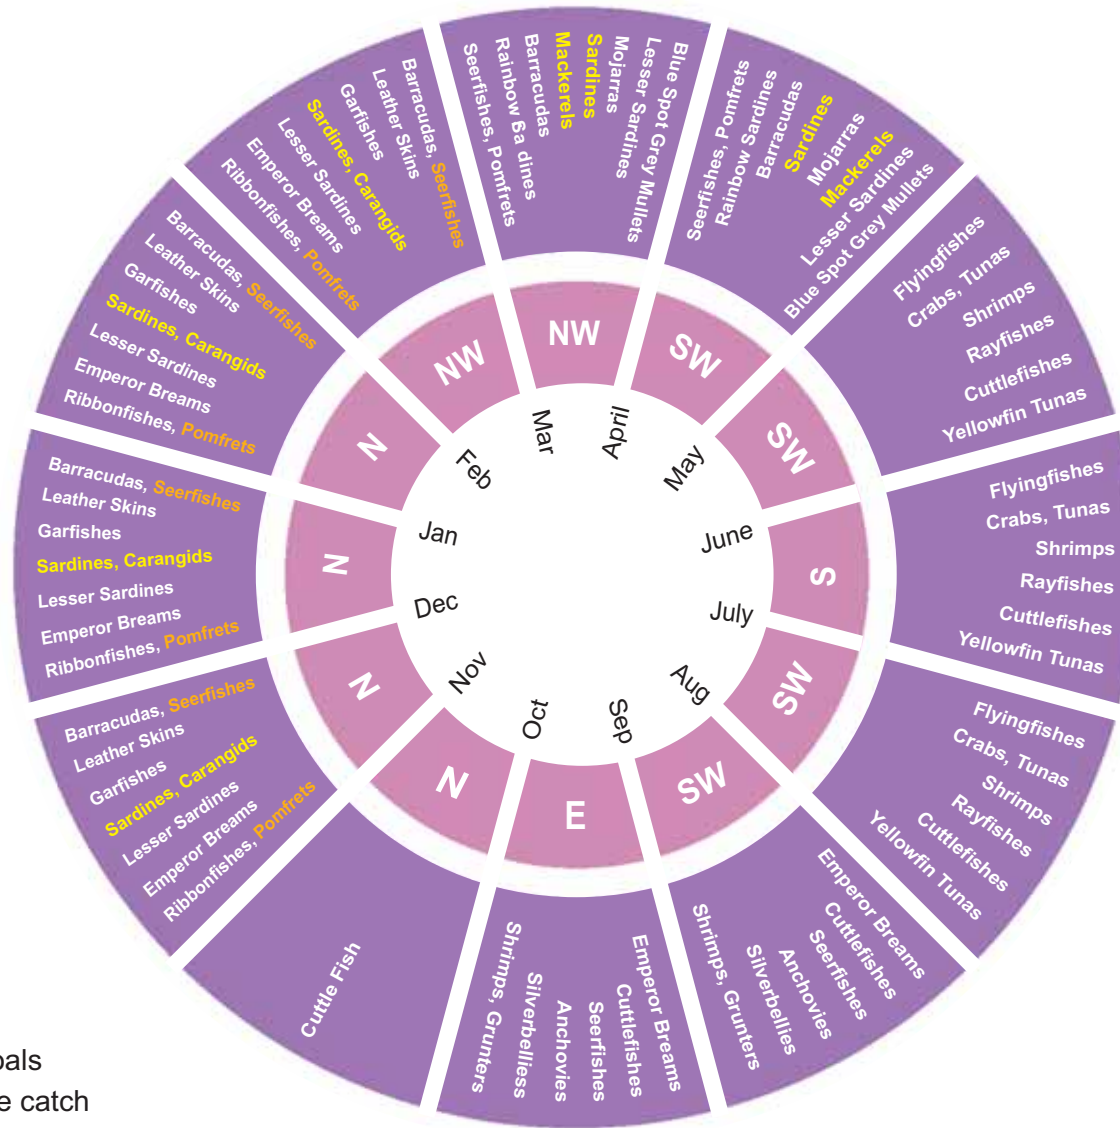 Blue Spot Grey Mullets
Lesser Sardines
Mojarras
Sardines
Mackerels
Barracudas
Rainbow Ba dines
Seerfishes, Pomfrets
Seerfishes, Pomfrets
Rainbow Sardines
Barracudas
Sardines
Mojarras
Mackerels
Lesser Sardines
Blue Spot Grey Mullets
Flyingfishes
Crabs, Tunas
Shrimps
Rayfishes
Cuttlefishes
Yellowfin Tunas
Flyingfishes
Crabs, Tunas
Shrimps
Rayfishes
Cuttlefishes
Yellowfin Tunas
Flyingfishes
Crabs, Tunas
Shrimps
Rayfishes
Cuttlefishes
Yellowfin Tunas
Emperor Breams
Cuttlefishes
Seerfishes
Anchovies
Silverbellies
Shrimps, Grunters
Emperor Breams
Cuttlefishes
Seerfishes
Anchovies
Silverbelliess
Shrimps, Grunters
Cuttle Fish
Barracudas, Seerfishes
Leather Skins
Garfishes
Sardines, Carangids
Lesser Sardines
Emperor Breams
Ribbonfishes, Pomfrets
Barracudas, Seerfishes
Leather Skins
Garfishes
Sardines, Carangids
Lesser Sardines
Emperor Breams
Ribbonfishes, Pomfrets
Barracudas, Seerfishes
Leather Skins
Garfishes
Sardines, Carangids
Lesser Sardines
Emperor Breams
Ribbonfishes, Pomfrets
Barracudas, Seerfishes
Leather Skins
Garfishes
Sardines, Carangids
Lesser Sardines
Emperor Breams
Ribbonfishes, Pomfrets
NW
SW
SW
S
SW
SW
E
N
N
N
N
NW
Mar
April
May
June
July
Aug
Sep
Oct
Nov
Dec
Jan
Feb
oals
e catch